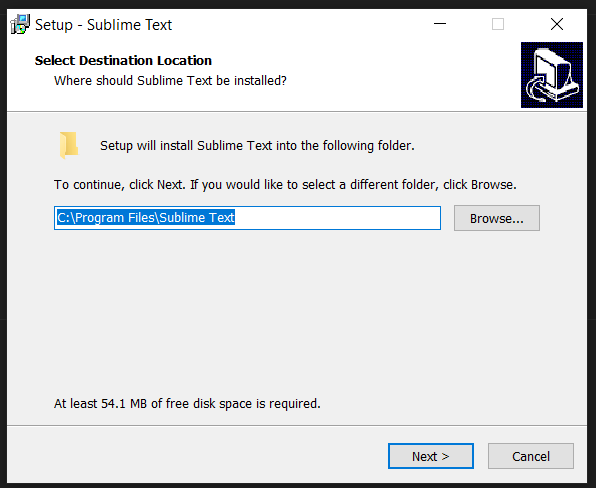 Setup - Sublime Text
Select Destination Location
Where should Sublime Text be installed?
Setup will install Sublime Text into the following folder.
To continue, click Next. If you would like to select a different folder, click Browse.
C:\Program Files\Sublime Text
Browse...
At least 54.1 MB of free disk space is required.
Next >
Cancel